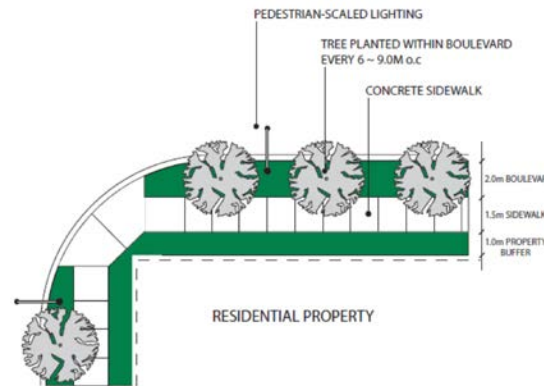 PEDESTRIAN-SCALED LIGHTING
TREE PLANTED WITHIN BOULEVARD
EVERY 6 ~ 9.0M o.c
CONCRETE SIDEWALK
2.0m BOULEVAR
1.5m SIDEWALK
1.0m PROPERTY
BUFFER
RESIDENTIAL PROPERTY